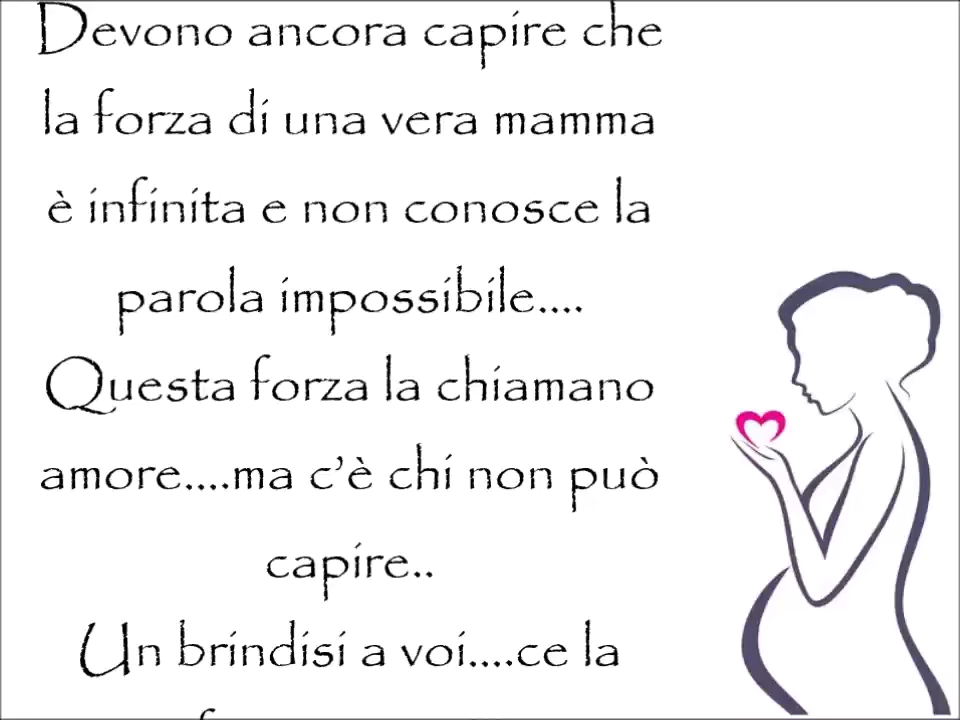 Devono ancora capire che
la forza di una vera mamma
è infinita e non conosce la
parola impossibile....
Questa forza la chiamano
amore....ma c’è chi non può
capire..
Un brindisi a voi....ce la